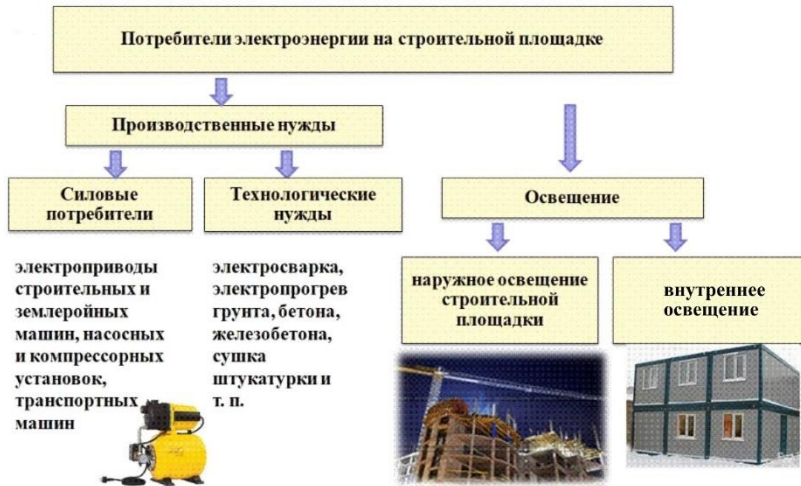 Потребители электроэнергии на строительной площадке
Производственные нужды
Силовые
потребители
Технологические
нужды
Освещение
электроприводы
строительных и
землеройных
машин, насосных
и компрессорных
установок,
транспортных
машин
электросварка,
электропрогрев
грунта, бетона,
железобетона,
сушка
штукатурки и
т. п.
наружное освещение
строительной
площадки
внутреннее
освещение